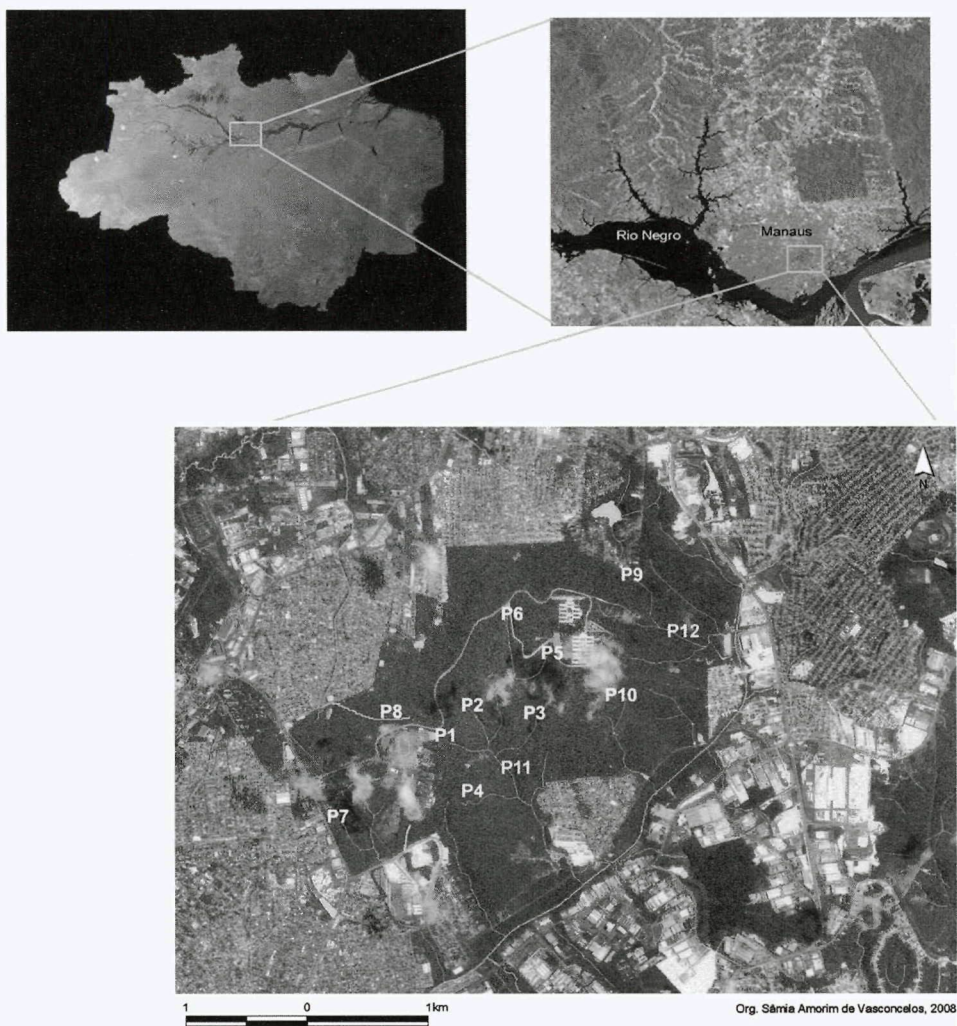 Rio Negro
Manaus
N
P9
P6
P12
P5
P10
P2
P8
P3
P1
P11
P4
P7
1 0 1km
Org. Sâmia Amorim de Vasconcelos, 2008